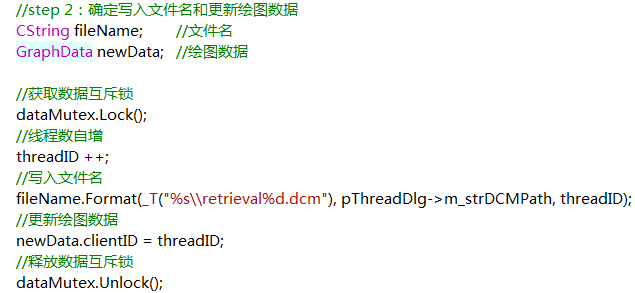 //step 2：确定写入文件名和更新绘图数据
CString fileName; //文件名
GraphData newData; //绘图数据
//获取数据互斥锁
dataMutex.Lock();
//线程数自增
threadID ++;
//写入文件名
fileName.Format(_T("%s\\retrieval%d.dcm"), pThreadDlg->m_strDCMPath, threadID);
//更新绘图数据
newData.clientID = threadID;
//释放数据互斥锁
dataMutex.Unlock();